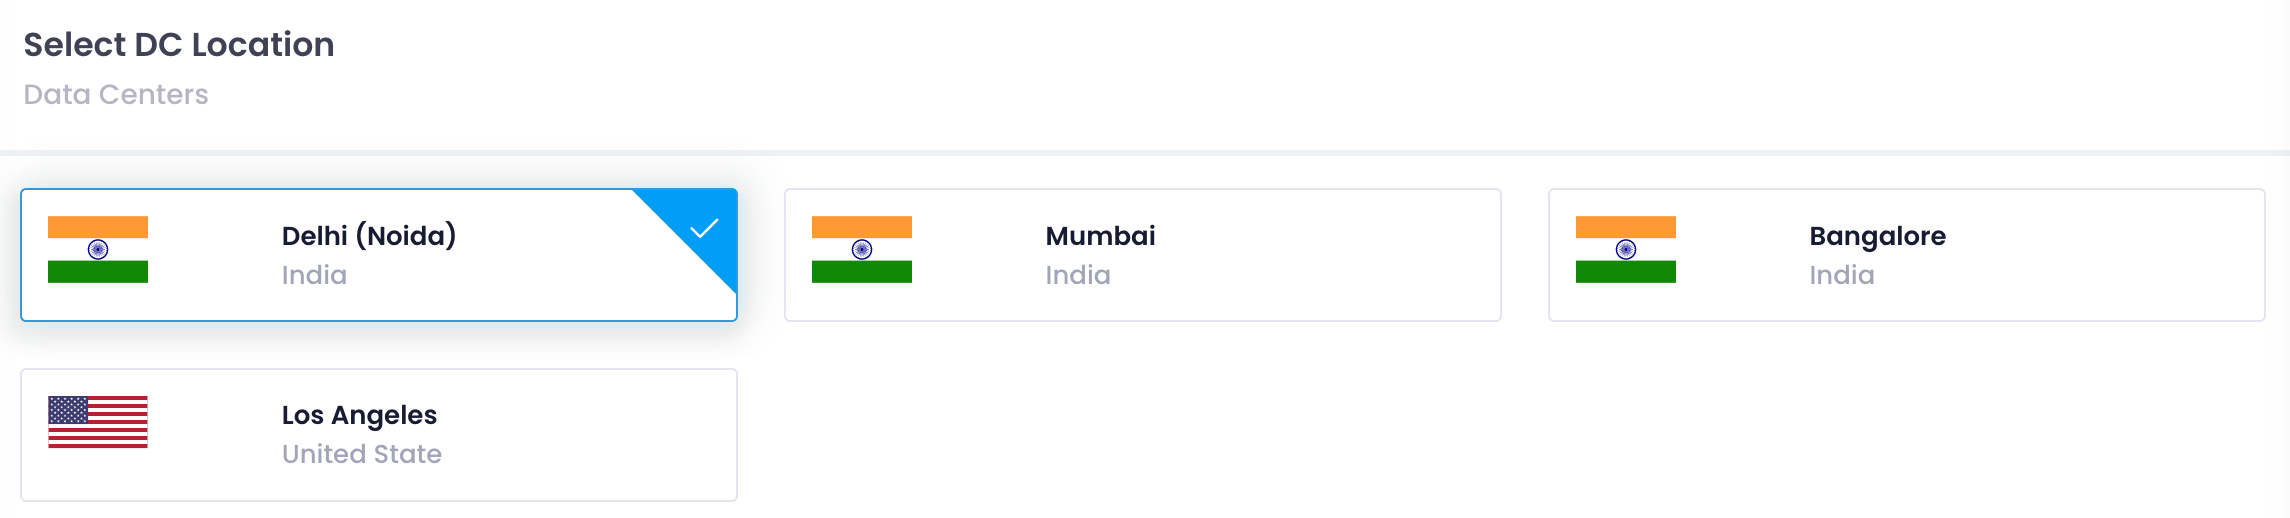 Select DC Location
Data Centers
Delhi (Noida)
India
Mumbai
India
Bangalore
India
Los Angeles
United State